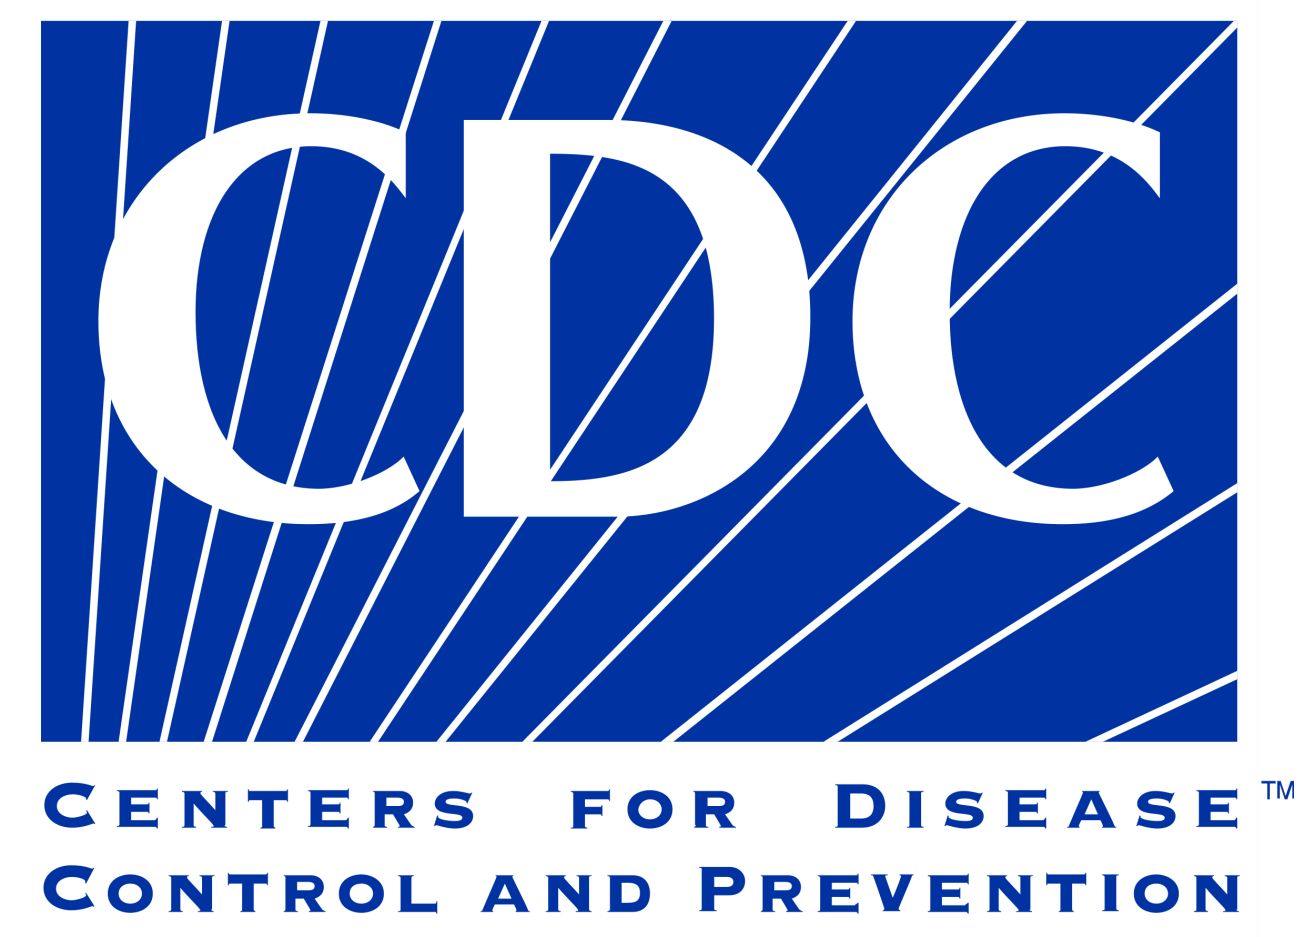 CDC
CENTERS FOR DISEASE™
CONTROL AND PREVENTION